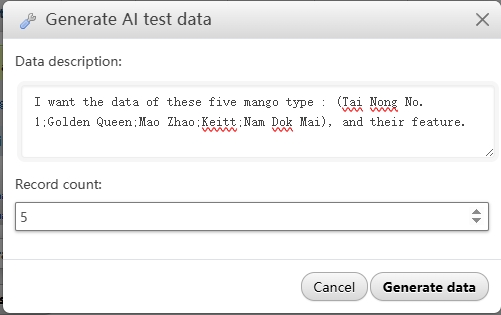 Generate AI test data
Data description:
I want the data of these five mango type : (Tai Nong No.
1;Golden Queen;Mao Zhao;Keitt;Nam Dok Mai), and their feature.
Record count:
5
Cancel
Generate data